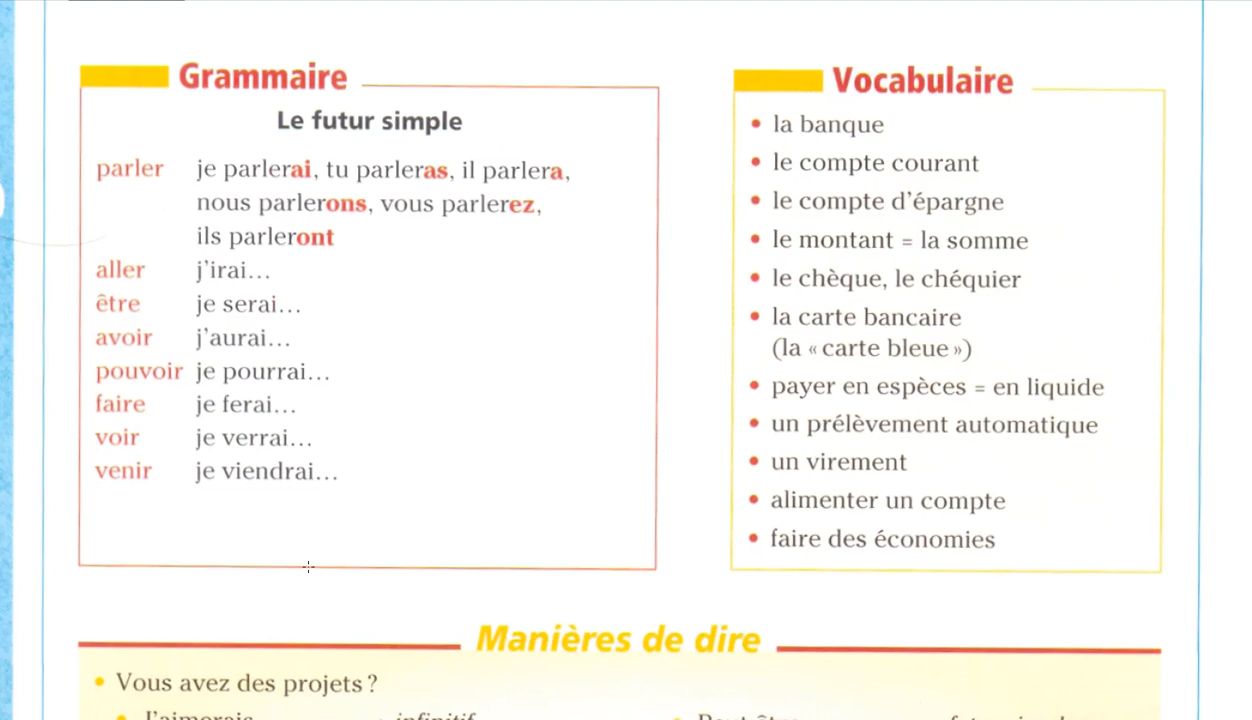 Grammaire
Le futur simple
parler je parlerai, tu parleras, il parlera,
nous parlerons, vous parlerez,
ils parleront
aller j'irai...
être je serai...
avoir j'aurai...
pouvoir je pourrai...
faire je ferai...
voir je verrai...
venir je viendrai...
Vocabulaire
• la banque
• le compte courant
• le compte d'épargne
• le montant = la somme
• le chèque, le chéquier
• la carte bancaire
(la « carte bleue »)
• payer en espèces = en liquide
• un prélèvement automatique
• un virement
• alimenter un compte
• faire des économies
Manières de dire
• Vous avez des projets ?